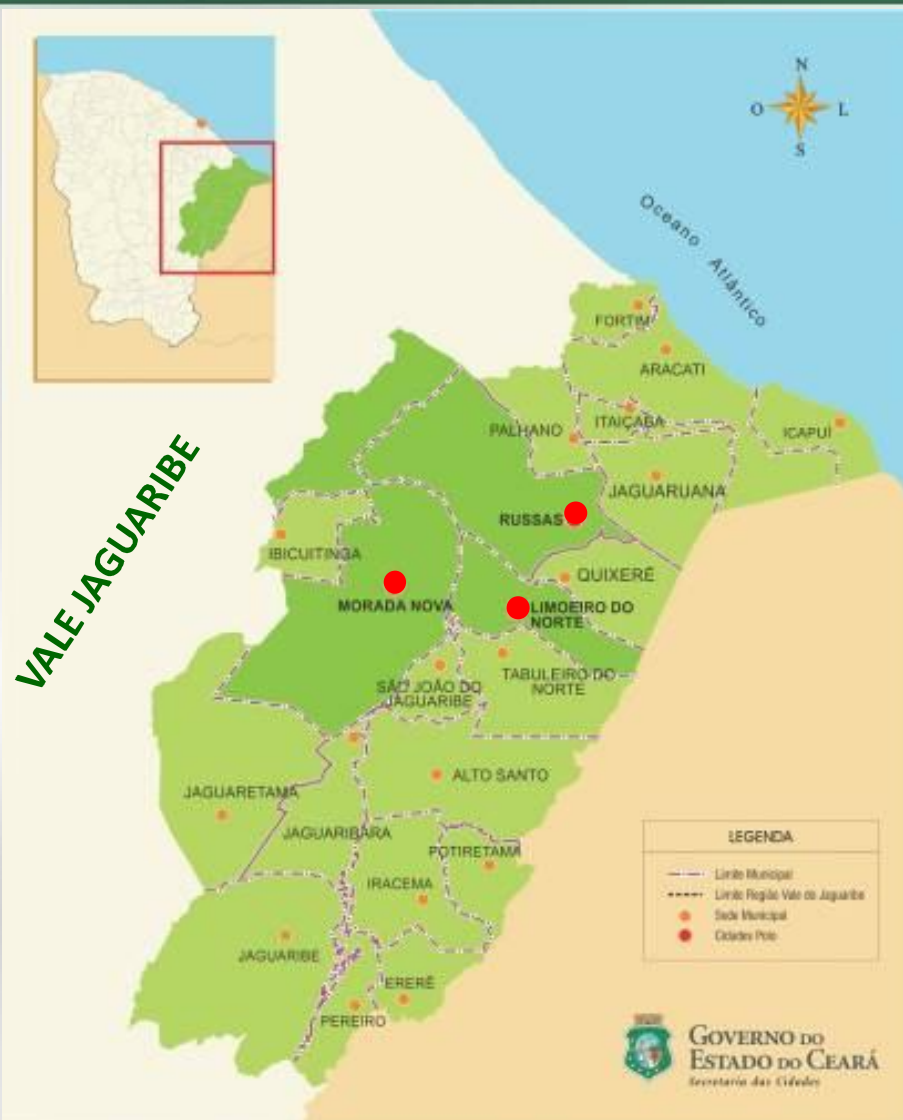 N
O
L
S
Oceano Atlântico
VALE JAGUARIBE
FORTIM
ARACATI
ITAIÇABA
PALHANO
ICAPUÍ
JAGUARUANA
RUSSAS
IBICUITINGA
QUIXERÉ
MORADA NOVA
LIMOEIRO DO
NORTE
TABULEIRO DO
NORTE
SÃO JOÃO DO
JAGUARIBE
ALTO SANTO
JAGUARETAMA
JAGUARIBARA
POTIRETAMA
IRACEMA
JAGUARIBE
ERERÊ
PEREIRO
LEGENDA
Limite Municipal
Limite Região Vale do Jaguaribe
Sede Municipal
Cidades Polo
GOVERNO DO
ESTADO DO CEARÁ
Secretaria das Cidades